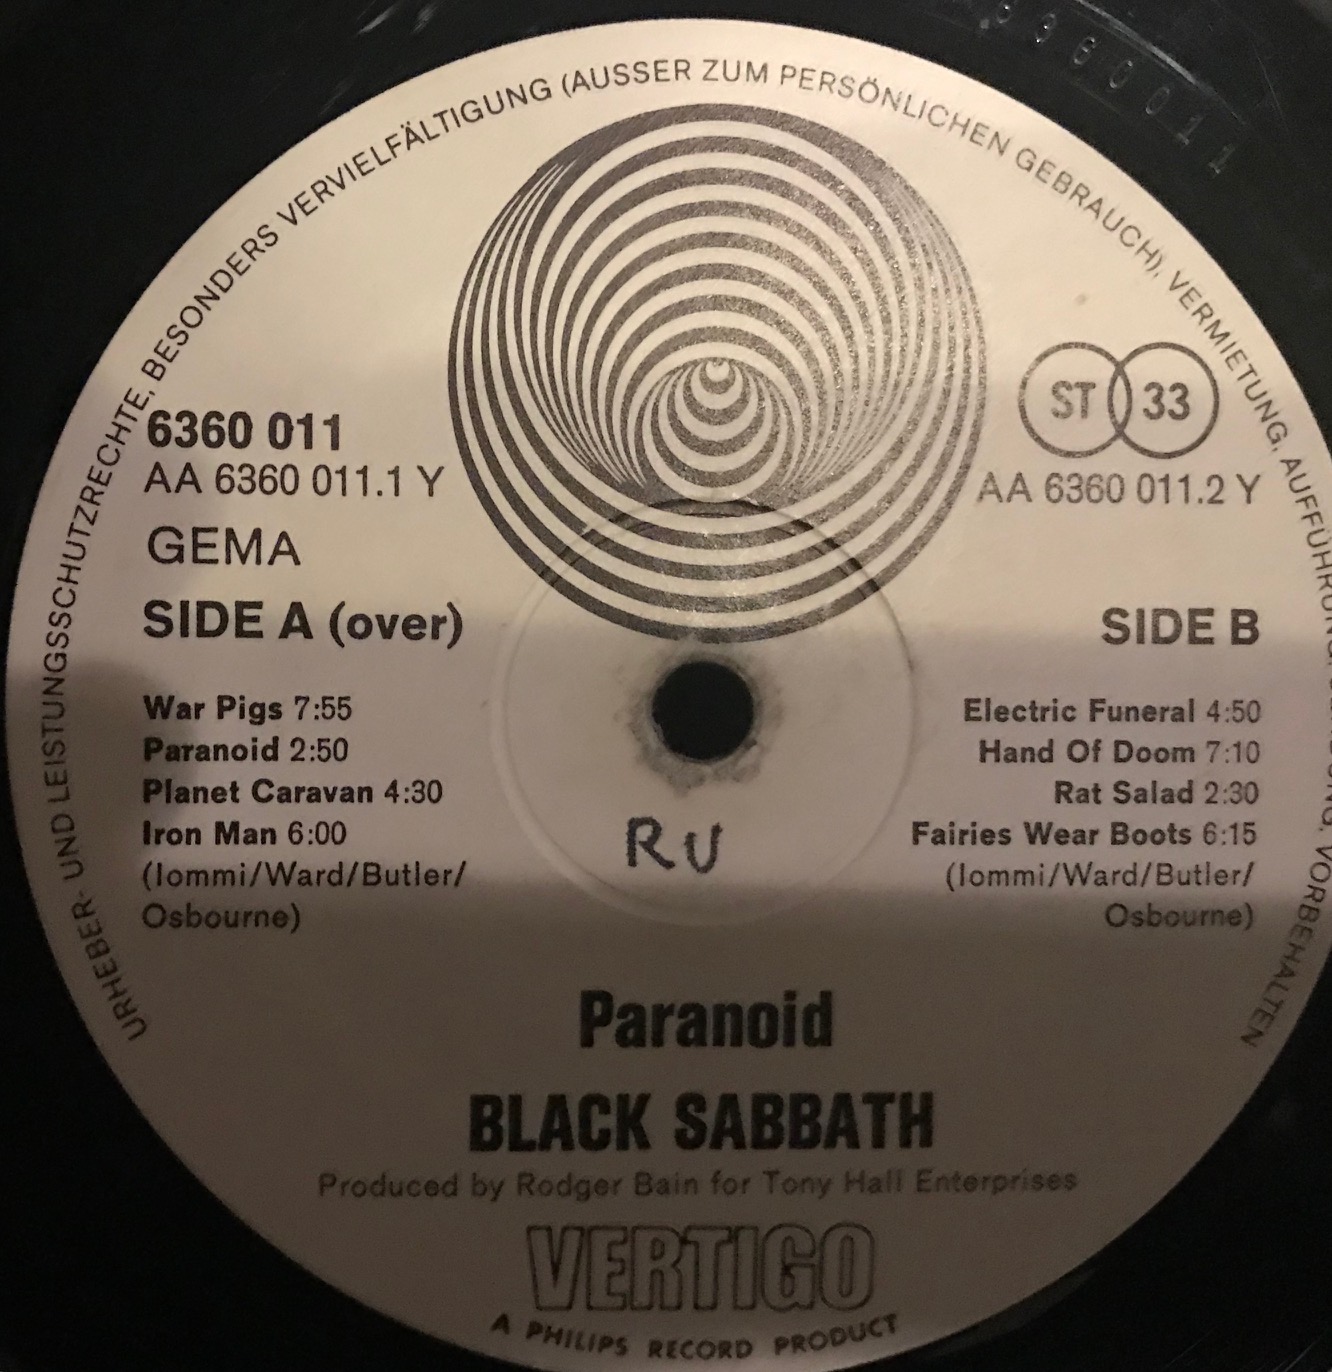 URHEBER- UND LEISTUNGSSCHUTZRECHTE, BESONDERS VERVIELFÄLTIGUNG (AUSSER ZUM PERSÖNLICHEN GEBRAUCH), VERMIETUNG, AUFFÜHRUNG, VORBEHALTEN
6360 011
AA 6360 011.1 Y
GEMA
SIDE A (over)
War Pigs 7:55
Paranoid 2:50
Planet Caravan 4:30
Iron Man 6:00
(Iommi/Ward/Butler/
Osbourne)
ST 33
AA 6360 011.2 Y
SIDE B
Electric Funeral 4:50
Hand Of Doom 7:10
Rat Salad 2:30
Fairies Wear Boots 6:15
(Iommi/Ward/Butler/
Osbourne)
RU
Paranoid
BLACK SABBATH
Produced by Rodger Bain for Tony Hall Enterprises
VERTIGO
A PHILIPS RECORD PRODUCT